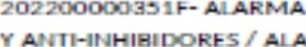 202200000351F- ALARMA
Y ANTI-INHIBIDORES / ALA